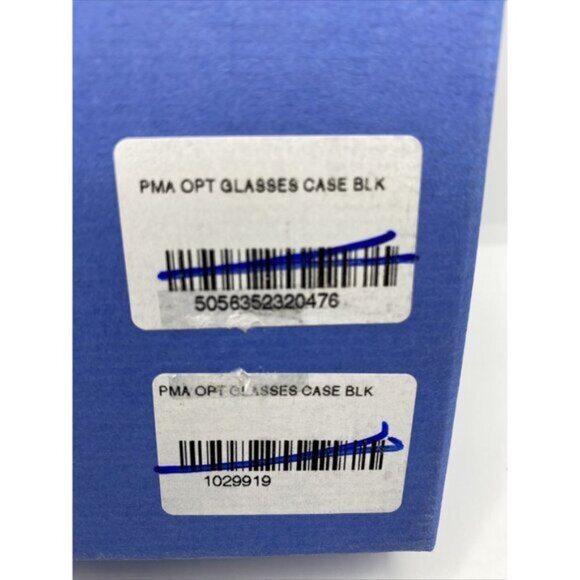 PMA OPT GLASSES CASE BLK
5056352320476
PMA OPT GLASSES CASE BLK
1029919